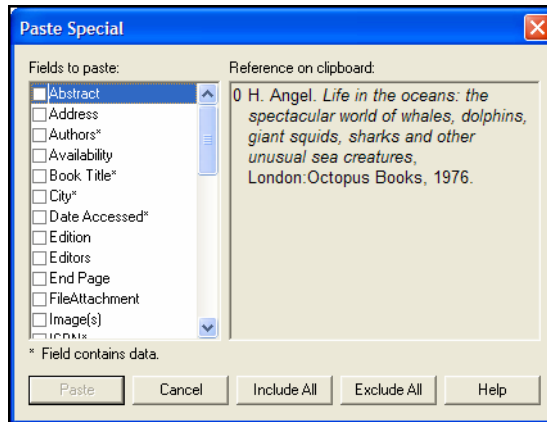 Paste Special
Fields to paste:
Reference on clipboard:
Abstract
Address
Authors*
Availability
Book Title*
City*
Date Accessed*
Edition
Editors
End Page
FileAttachment
Image(s)
ISBN*
0 H. Angel. Life in the oceans: the
spectacular world of whales, dolphins,
giant squids, sharks and other
unusual sea creatures,
London:Octopus Books, 1976.
* Field contains data.
Paste
Cancel
Include All
Exclude All
Help